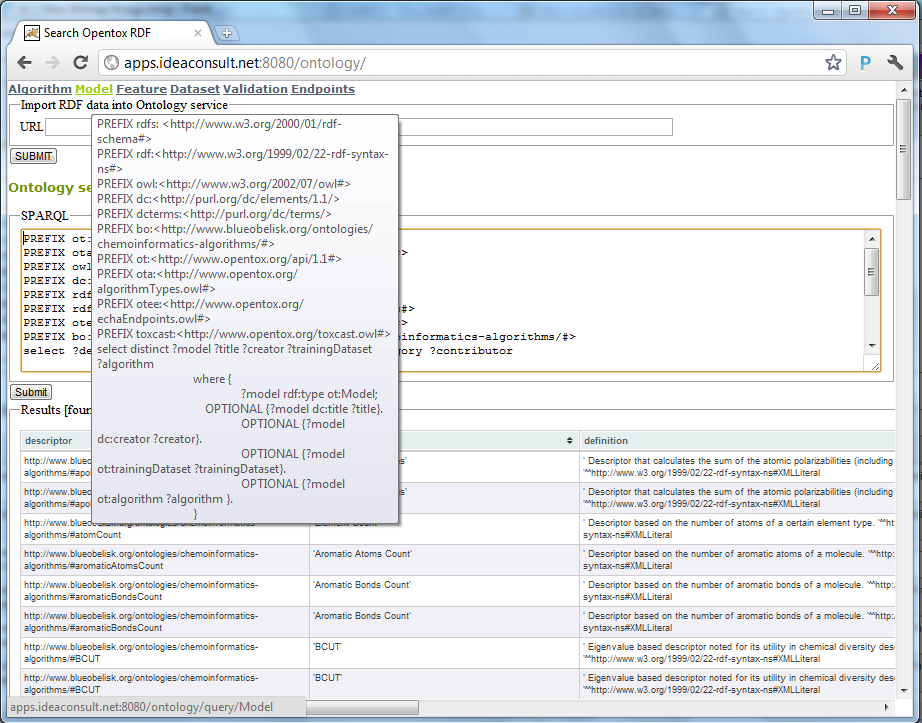 Search Opentox RDF
apps.ideaconsult.net:8080/ontology/
Algorithm Model Feature Dataset Validation Endpoints
Import RDF data into Ontology service
URL
SUBMIT
Ontology se
SPARQL
PREFIX ot:
PREFIX ota >
PREFIX owl
PREFIX dc:
PREFIX rdf
PREFIX rdf #>
PREFIX ote >
PREFIX bo: informatics-algorithms/#>
select ?de gory ?contributor
PREFIX rdfs: <http://www.w3.org/2000/01/rdf-
schema#>
PREFIX rdf:<http://www.w3.org/1999/02/22-rdf-syntax-
ns#>
PREFIX owl:<http://www.w3.org/2002/07/owl#>
PREFIX dc:<http://purl.org/dc/elements/1.1/>
PREFIX dcterms:<http://purl.org/dc/terms/>
PREFIX bo:<http://www.blueobelisk.org/ontologies/
chemoinformatics-algorithms/#>
PREFIX ot:<http://www.opentox.org/api/1.1#>
PREFIX ota:<http://www.opentox.org/
algorithmTypes.owl#>
PREFIX otee:<http://www.opentox.org/
echaEndpoints.owl#>
PREFIX toxcast:<http://www.opentox.org/toxcast.owl#>
select distinct ?model ?title ?creator ?trainingDataset
?algorithm
where {
?model rdf:type ot:Model;
OPTIONAL {?model dc:title ?title}.
OPTIONAL {?model
dc:creator ?creator}.
OPTIONAL {?model
ot:trainingDataset ?trainingDataset}.
OPTIONAL {?model
ot:algorithm ?algorithm }.
}
Submit
Results [foun
descriptor definition
http://www.blueo es' ' Descriptor that calculates the sum of the atomic polarizabilities (including
algorithms/#apol '^^http://www.w3.org/1999/02/22-rdf-syntax-ns#XMLLiteral
http://www.blueo es' ' Descriptor that calculates the sum of the atomic polarizabilities (including
algorithms/#apol '^^http://www.w3.org/1999/02/22-rdf-syntax-ns#XMLLiteral
http://www.blueobelisk.org/ontologies/chemoinformatics- 'Element Count' ' Descriptor based on the number of atoms of a certain element type. '^^htt
algorithms/#atomCount syntax-ns#XMLLiteral
http://www.blueobelisk.org/ontologies/chemoinformatics- 'Aromatic Atoms Count' ' Descriptor based on the number of aromatic atoms of a molecule. '^^http:
algorithms/#aromaticAtomsCount syntax-ns#XMLLiteral
http://www.blueobelisk.org/ontologies/chemoinformatics- 'Aromatic Bonds Count' ' Descriptor based on the number of aromatic bonds of a molecule. '^^http:
algorithms/#aromaticBondsCount syntax-ns#XMLLiteral
http://www.blueobelisk.org/ontologies/chemoinformatics- 'Aromatic Bonds Count' ' Descriptor based on the number of aromatic bonds of a molecule. '^^http:
algorithms/#aromaticBondsCount syntax-ns#XMLLiteral
http://www.blueobelisk.org/ontologies/chemoinformatics- 'BCUT' ' Eigenvalue based descriptor noted for its utility in chemical diversity des
algorithms/#BCUT '^^http://www.w3.org/1999/02/22-rdf-syntax-ns#XMLLiteral
http://www.blueobelisk.org/ontologies/chemoinformatics- 'BCUT' ' Eigenvalue based descriptor noted for its utility in chemical diversity des
algorithms/#BCUT '^^http://www.w3.org/1999/02/22-rdf-syntax-ns#XMLLiteral
apps.ideaconsult.net:8080/ontology/query/Model